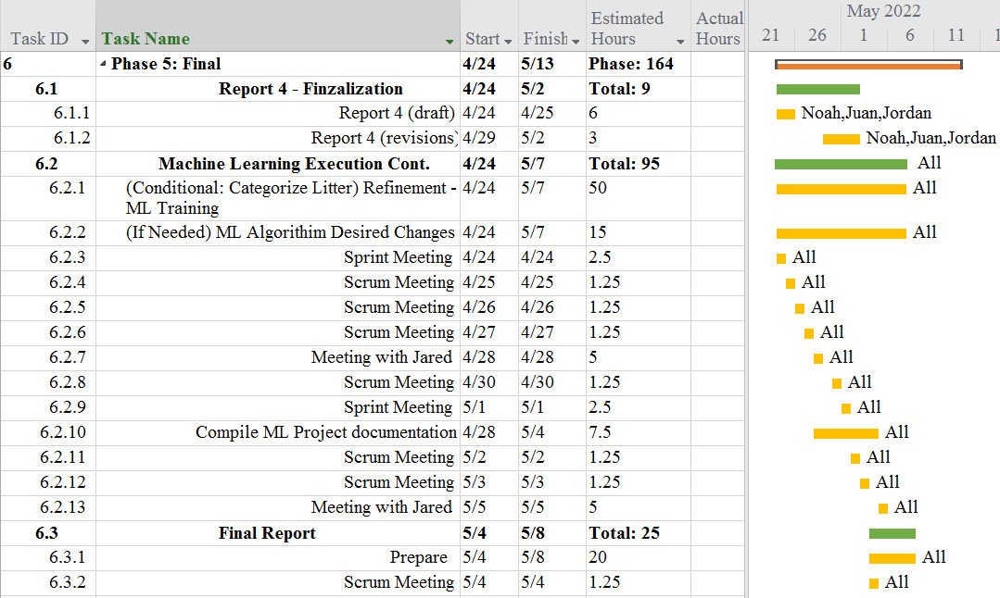 May 2022
Task ID Task Name Start Finish Estimated Hours Actual Hours 21 26 1 6 11 1
6 Phase 5: Final 4/24 5/13 Phase: 164
6.1 Report 4 - Finzalization 4/24 5/2 Total: 9
6.1.1 Report 4 (draft) 4/24 4/25 6 Noah,Juan,Jordan
6.1.2 Report 4 (revisions) 4/29 5/2 3 Noah,Juan,Jordan
6.2 Machine Learning Execution Cont. 4/24 5/7 Total: 95 All
6.2.1 (Conditional: Categorize Litter) Refinement - 4/24 5/7 50 All
ML Training
6.2.2 (If Needed) ML Algorithim Desired Changes 4/24 5/7 15 All
6.2.3 Sprint Meeting 4/24 4/24 2.5 All
6.2.4 Scrum Meeting 4/25 4/25 1.25 All
6.2.5 Scrum Meeting 4/26 4/26 1.25 All
6.2.6 Scrum Meeting 4/27 4/27 1.25 All
6.2.7 Meeting with Jared 4/28 4/28 5 All
6.2.8 Scrum Meeting 4/30 4/30 1.25 All
6.2.9 Sprint Meeting 5/1 5/1 2.5 All
6.2.10 Compile ML Project documentation 4/28 5/4 7.5 All
6.2.11 Scrum Meeting 5/2 5/2 1.25 All
6.2.12 Scrum Meeting 5/3 5/3 1.25 All
6.2.13 Meeting with Jared 5/5 5/5 5 All
6.3 Final Report 5/4 5/8 Total: 25
6.3.1 Prepare 5/4 5/8 20 All
6.3.2 Scrum Meeting 5/4 5/4 1.25 All